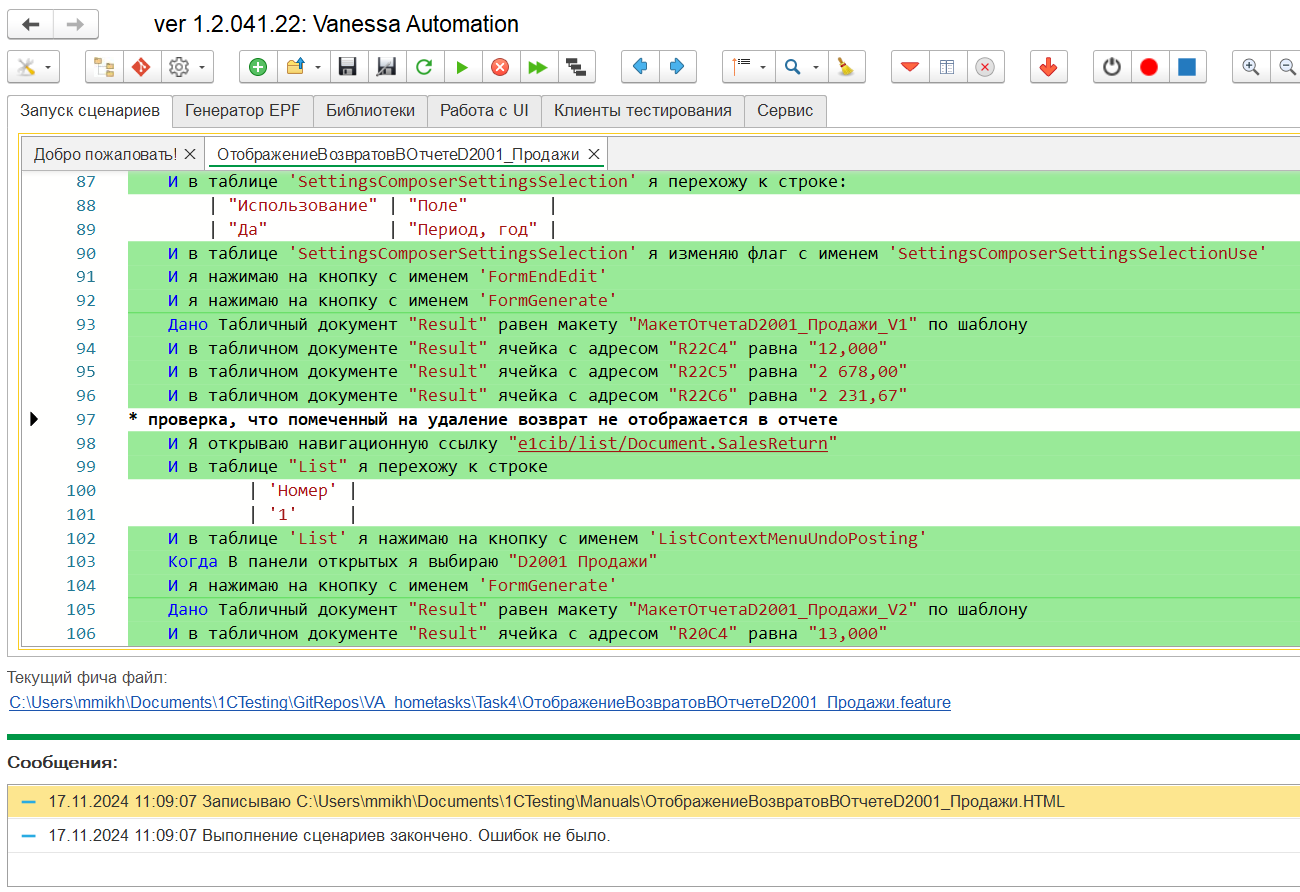 ver 1.2.041.22: Vanessa Automation
Запуск сценариев Генератор EPF Библиотеки Работа с UI Клиенты тестирования Сервис
Добро пожаловать! ОтображениеВозвратовВОтчетеD2001_Продажи
87 И в таблице 'SettingsComposerSettingsSelection' я перехожу к строке:
88 | "Использование" | "Поле" |
89 | "Да" | "Период, год" |
90 И в таблице 'SettingsComposerSettingsSelection' я изменяю флаг с именем 'SettingsComposerSettingsSelectionUse'
91 И я нажимаю на кнопку с именем 'FormEndEdit'
92 И я нажимаю на кнопку с именем 'FormGenerate'
93 Дано Табличный документ "Result" равен макету "МакетОтчетаD2001_Продажи_V1" по шаблону
94 И в табличном документе "Result" ячейка с адресом "R22C4" равна "12,000"
95 И в табличном документе "Result" ячейка с адресом "R22C5" равна "2 678,00"
96 И в табличном документе "Result" ячейка с адресом "R22C6" равна "2 231,67"
97 * проверка, что помеченный на удаление возврат не отображается в отчете
98 И Я открываю навигационную ссылку "e1cib/list/Document.SalesReturn"
99 И в таблице "List" я перехожу к строке
100 | 'Номер' |
101 | '1' |
102 И в таблице 'List' я нажимаю на кнопку с именем 'ListContextMenuUndoPosting'
103 Когда В панели открытых я выбираю "D2001 Продажи"
104 И я нажимаю на кнопку с именем 'FormGenerate'
105 Дано Табличный документ "Result" равен макету "МакетОтчетаD2001_Продажи_V2" по шаблону
106 И в табличном документе "Result" ячейка с адресом "R20C4" равна "13,000"
Текущий фича файл:
C:\Users\mmikh\Documents\1CTesting\GitRepos\VA_hometasks\Task4\ОтображениеВозвратовВОтчетеD2001_Продажи.feature
Сообщения:
17.11.2024 11:09:07 Записываю C:\Users\mmikh\Documents\1CTesting\Manuals\ОтображениеВозвратовВОтчетеD2001_Продажи.HTML
17.11.2024 11:09:07 Выполнение сценариев закончено. Ошибок не было.